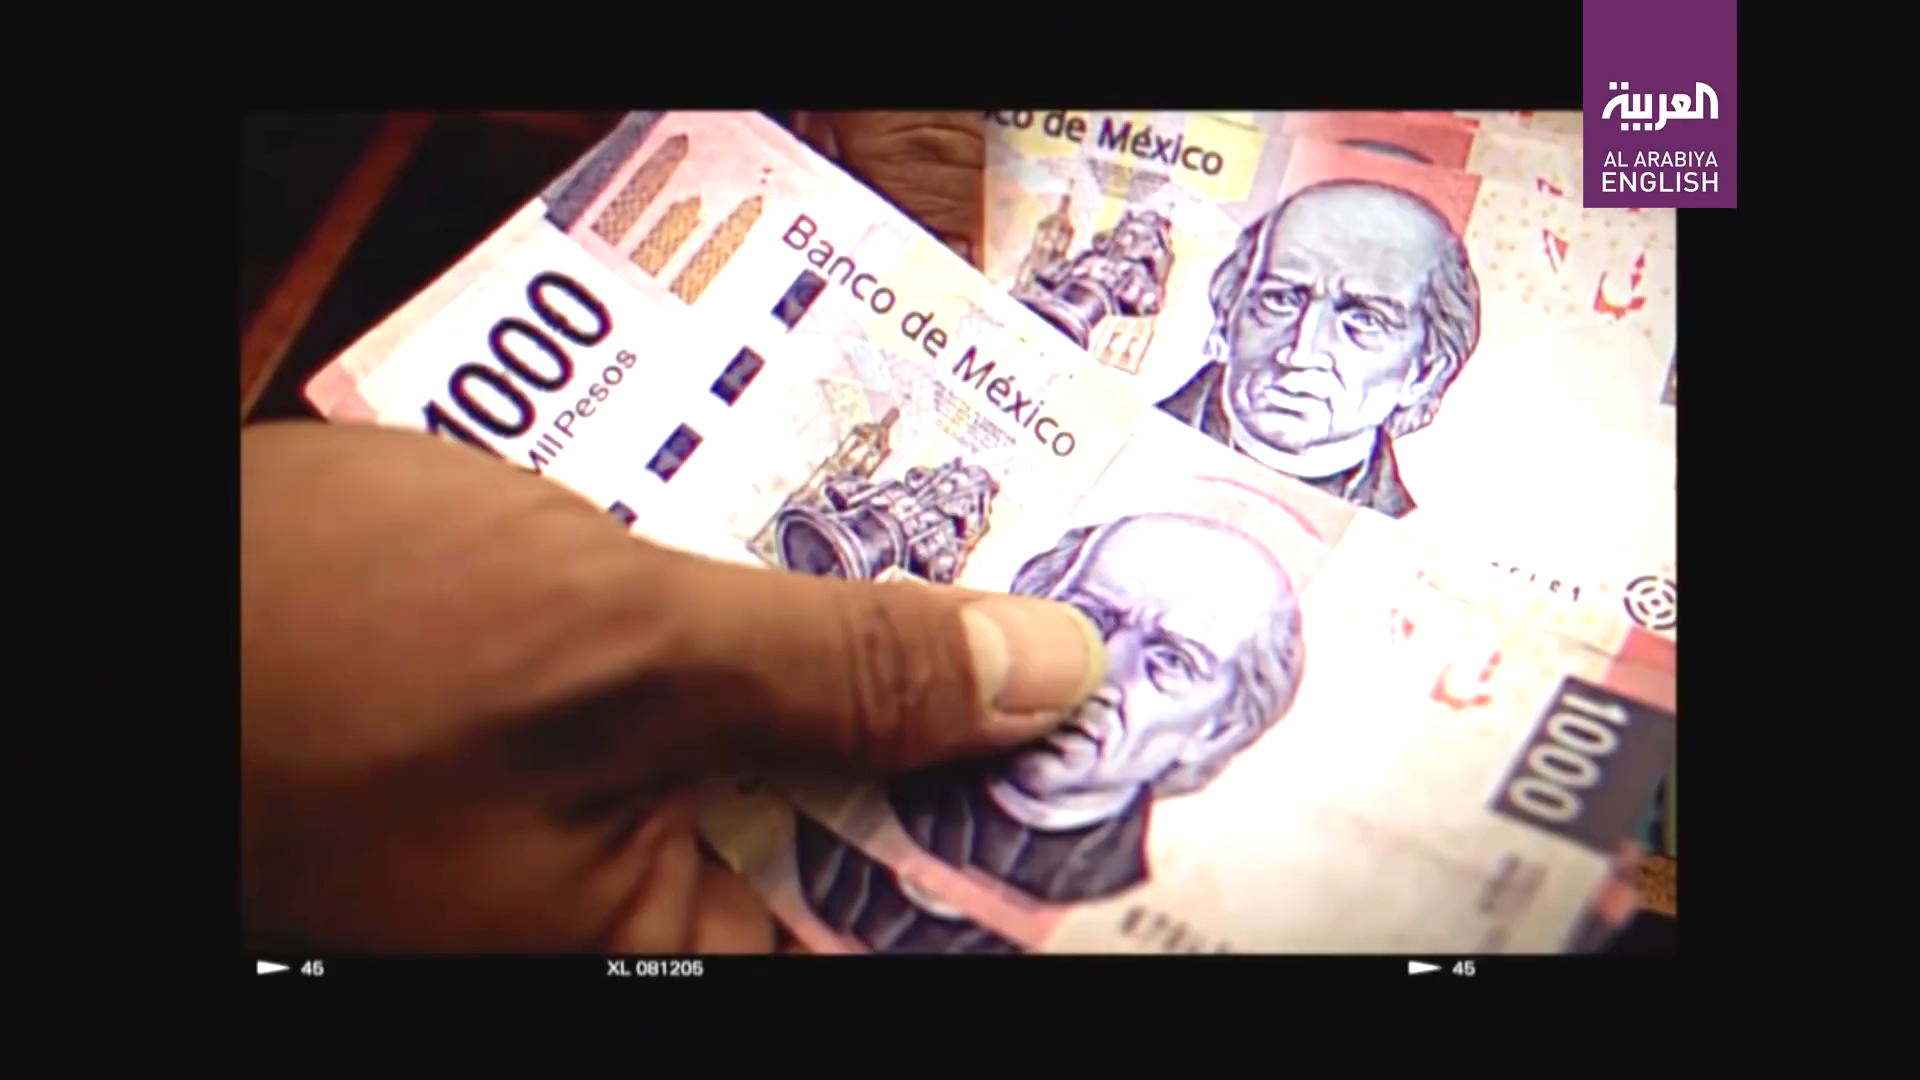 العربية
AL ARABIYA
ENGLISH
co de México
Banco de México
1000
Mil Pesos
1000
45
XL 081205
45